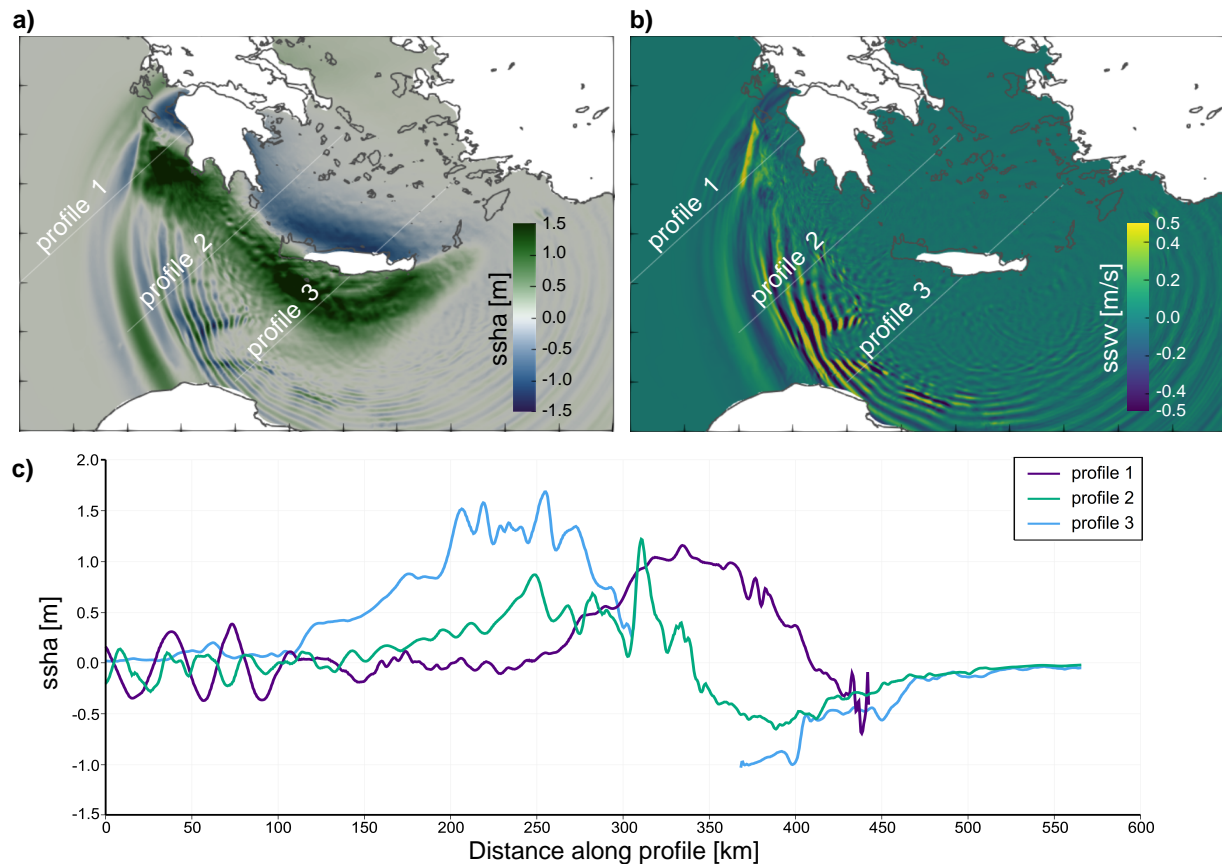 a)
profile 1
profile 2
profile 3
ssha [m]
1.5
1.0
0.5
0.0
-0.5
-1.0
-1.5
b)
profile 1
profile 2
profile 3
ssvv [m/s]
0.5
0.4
0.2
0.0
-0.2
-0.4
-0.5
c)
ssha [m]
2.0
1.5
1.0
0.5
0.0
-0.5
-1.0
-1.5
profile 1
profile 2
profile 3
0 50 100 150 200 250 300 350 400 450 500 550 600
Distance along profile [km]